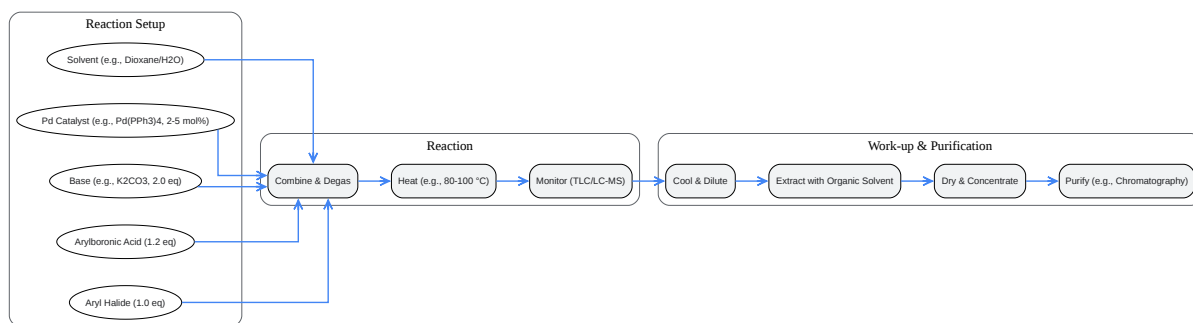 Reaction Setup
Solvent (e.g., Dioxane/H2O)
Pd Catalyst (e.g., Pd(PPh3)4, 2-5 mol%)
Base (e.g., K2CO3, 2.0 eq)
Arylboronic Acid (1.2 eq)
Aryl Halide (1.0 eq)
Reaction
Combine & Degas
Heat (e.g., 80-100 °C)
Monitor (TLC/LC-MS)
Work-up & Purification
Cool & Dilute
Extract with Organic Solvent
Dry & Concentrate
Purify (e.g., Chromatography)